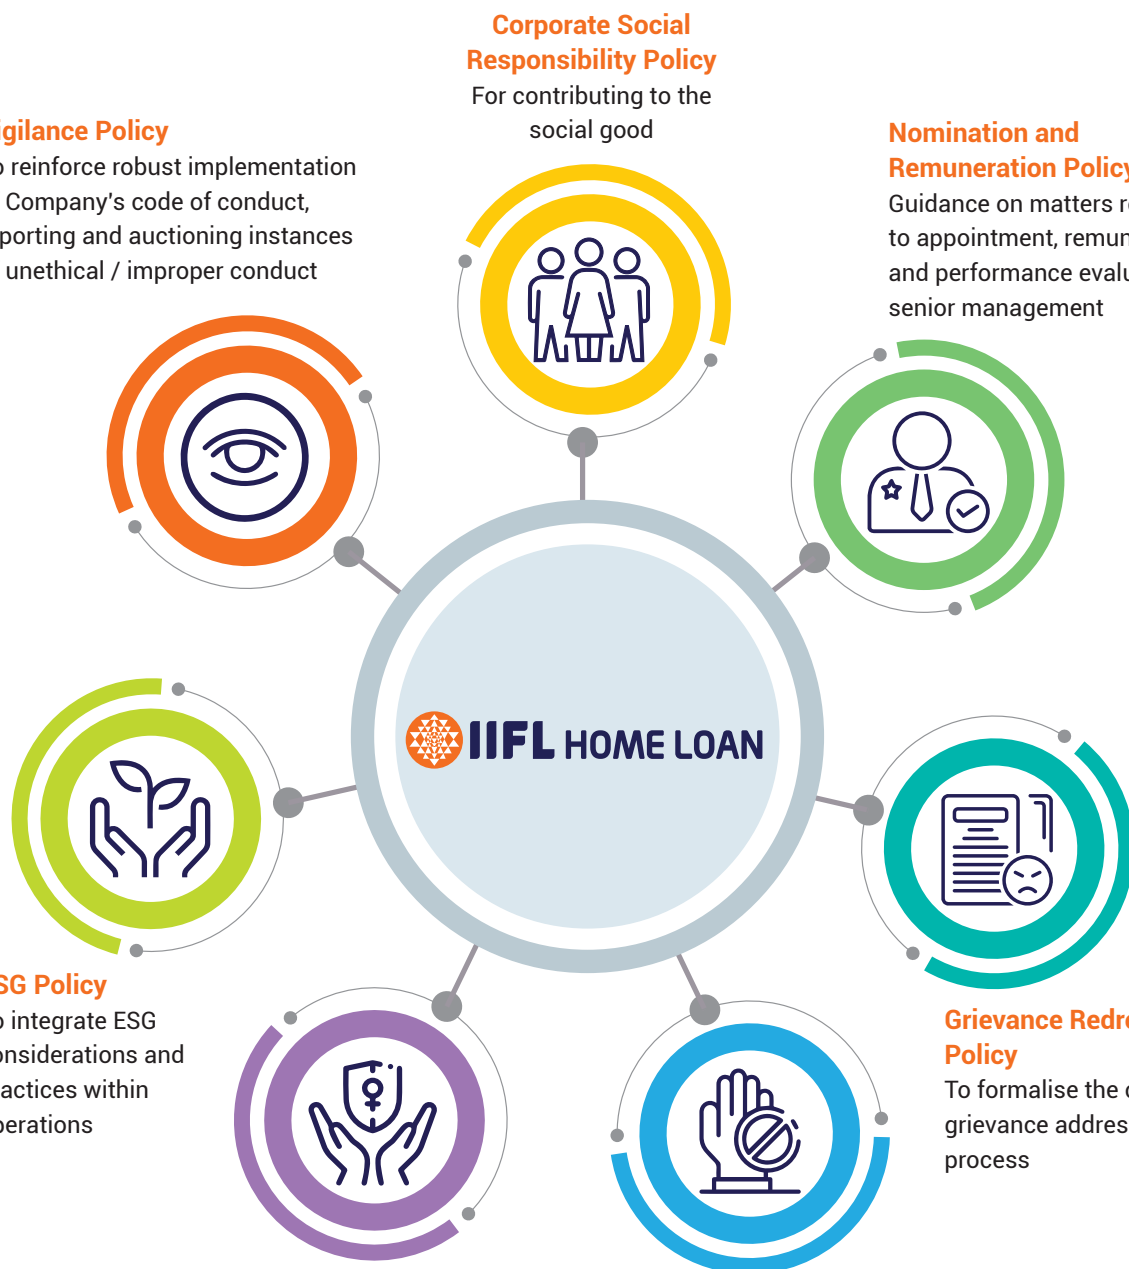 Corporate Social
Responsibility Policy
For contributing to the
social good
igilance Policy
o reinforce robust implementation
Company's code of conduct,
porting and auctioning instances
unethical / improper conduct
Nomination and
Remuneration Policy
Guidance on matters re
to appointment, remun
and performance evalu
senior management
IIFL HOME LOAN
SG Policy
o integrate ESG
onsiderations and
actices within
perations
Grievance Redre
Policy
To formalise the
grievance addres
process